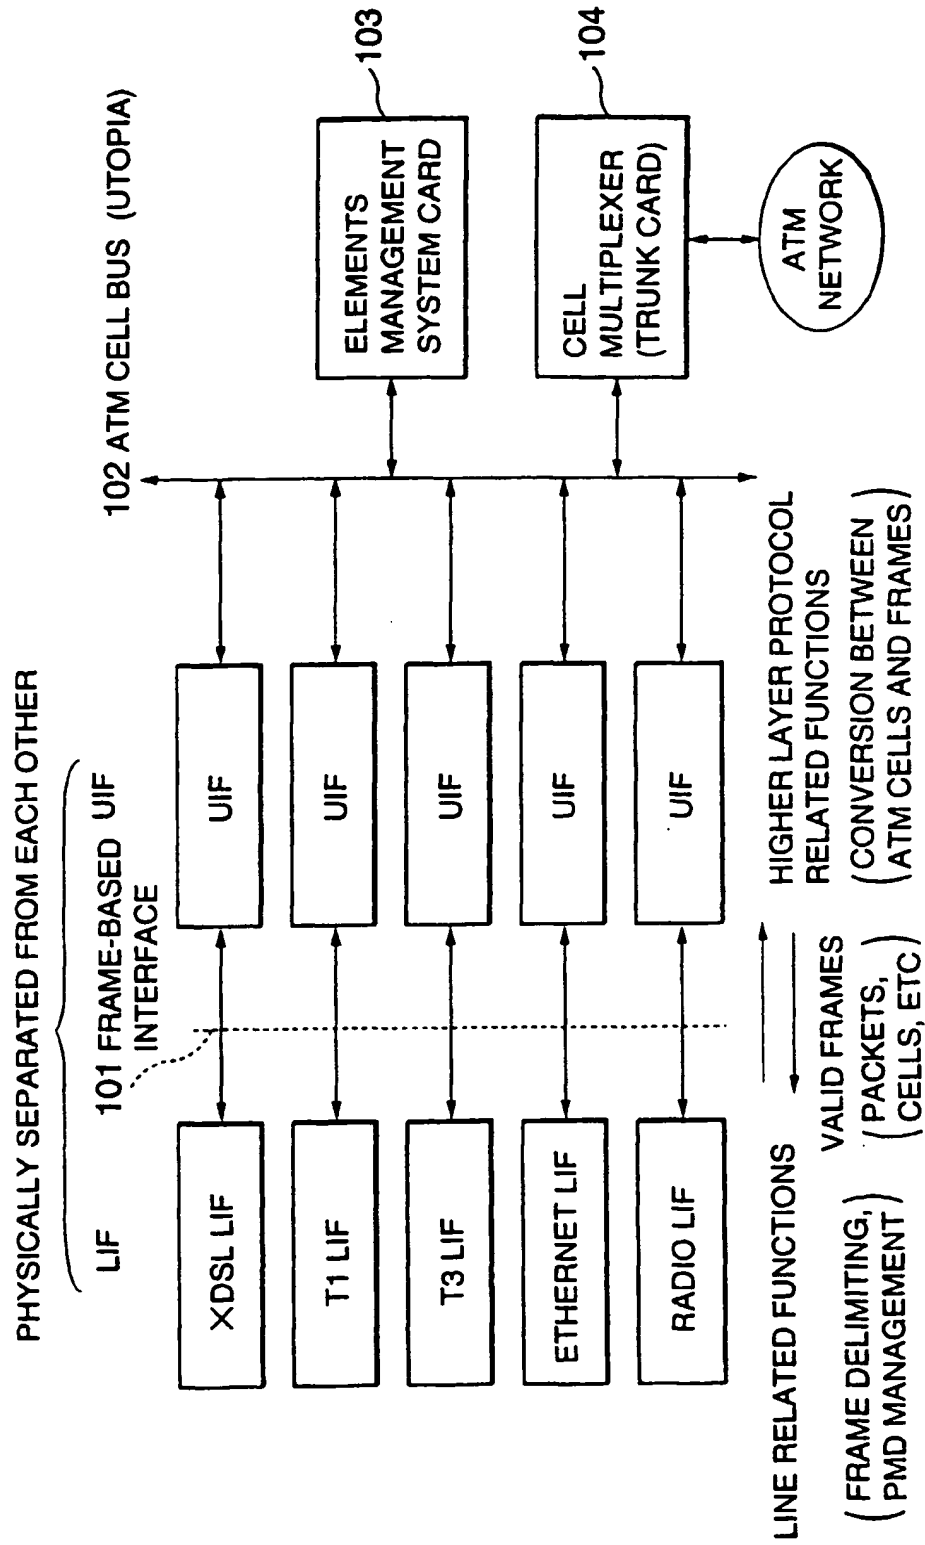 PHYSICALLY SEPARATED FROM EACH OTHER
LIF
101 FRAME-BASED
INTERFACE
UIF
102 ATM CELL BUS (UTOPIA)
XDSL LIF
UIF
T1 LIF
UIF
T3 LIF
UIF
ETHERNET LIF
UIF
RADIO LIF
UIF
103
ELEMENTS
MANAGEMENT
SYSTEM CARD
104
CELL
MULTIPLEXER
(TRUNK CARD)
ATM
NETWORK
LINE RELATED FUNCTIONS
(FRAME DELIMITING,
PMD MANAGEMENT)
VALID FRAMES
(PACKETS,
CELLS, ETC)
HIGHER LAYER PROTOCOL
RELATED FUNCTIONS
(CONVERSION BETWEEN
ATM CELLS AND FRAMES)